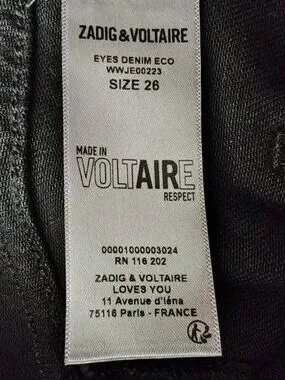 ZADIG & VOLTAIRE
EYES DENIM ECO
WWJE00223
SIZE 26
MADE IN
VOLTAIRE
RESPECT
00001000003024
RN 116 202
ZADIG & VOLTAIRE
LOVES YOU
11 Avenue d'Iéna
75116 Paris - FRANCE